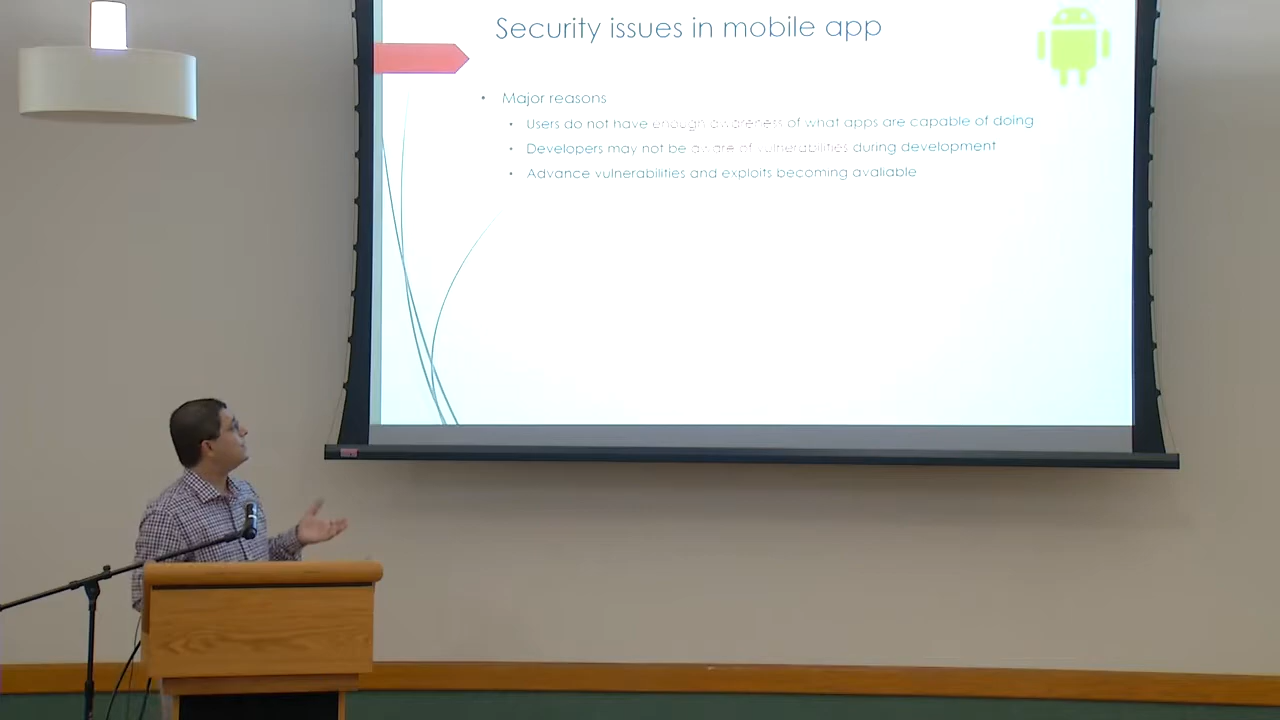 Security issues in mobile app
Major reasons
Users do not have enough awareness of what apps are capable of doing
Developers may not be aware of vulnerabilities during development
Advance vulnerabilities and exploits becoming avaliable